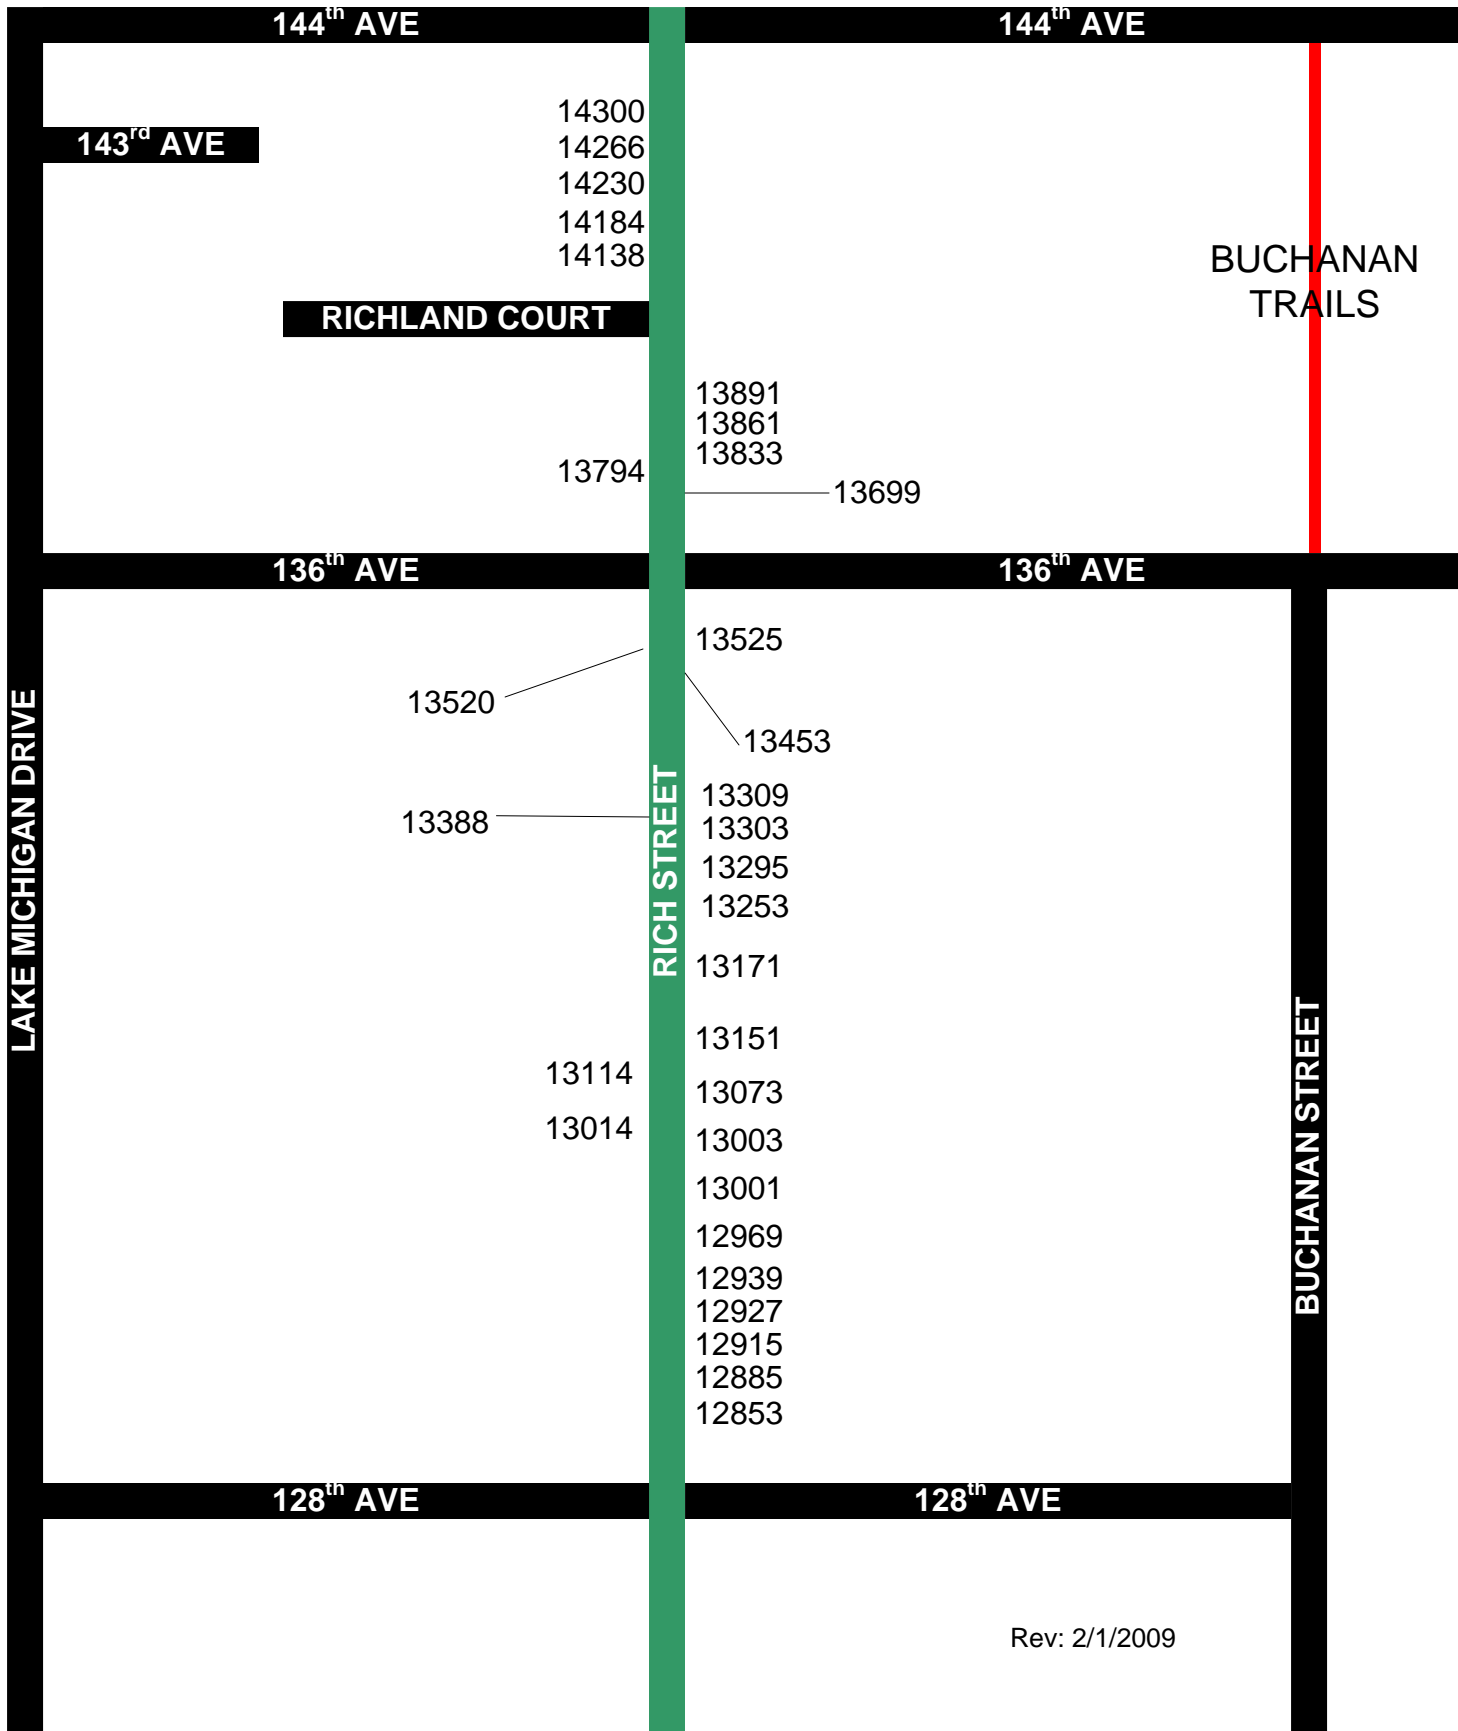 144th AVE
144th AVE
14300
143rd AVE
14266
14230
14184
14138
BUCHANAN
TRAILS
RICHLAND COURT
13891
13861
13833
13794
13699
136th AVE
136th AVE
13525
13520
13453
LAKE MICHIGAN DRIVE
RICH STREET
13309
13388
13303
13295
13253
13171
13151
13114
13073
13014
13003
BUCHANAN STREET
13001
12969
12939
12927
12915
12885
12853
128th AVE
128th AVE
Rev: 2/1/2009